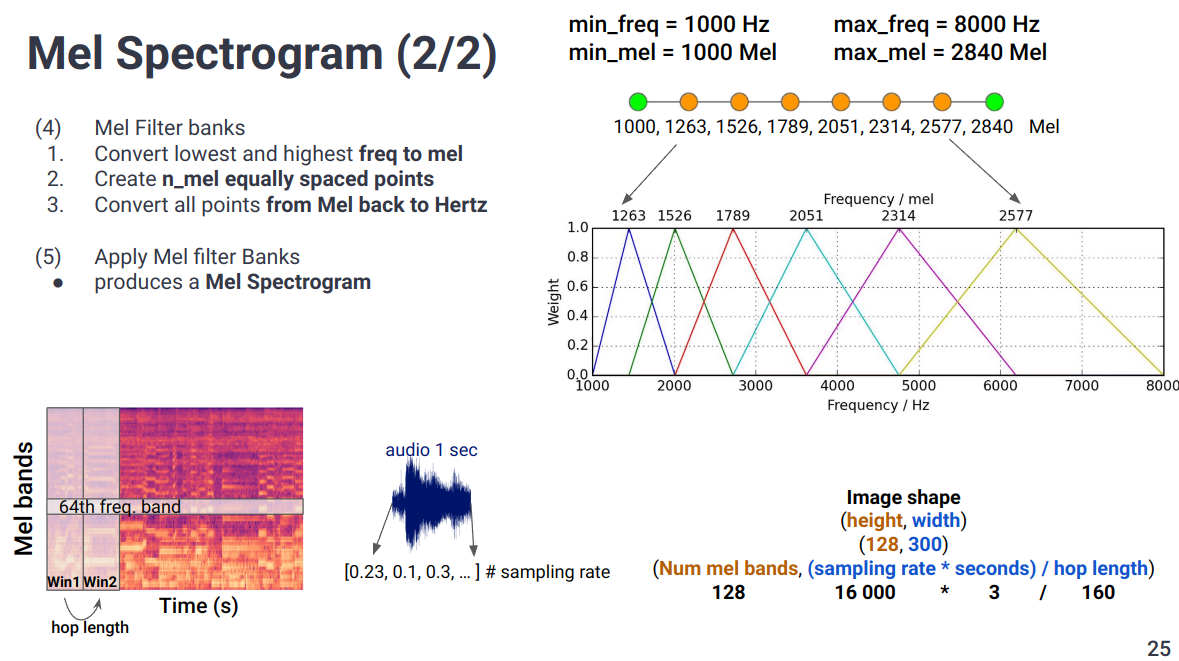 Mel Spectrogram (2/2)
(4) Mel Filter banks
1. Convert lowest and highest freq to mel
2. Create n_mel equally spaced points
3. Convert all points from Mel back to Hertz
(5) Apply Mel filter Banks
● produces a Mel Spectrogram
min_freq = 1000 Hz max_freq = 8000 Hz
min_mel = 1000 Mel max_mel = 2840 Mel
1000, 1263, 1526, 1789, 2051, 2314, 2577, 2840 Mel
Frequency / mel
1263 1526 1789 2051 2314 2577
1.0
0.8
0.6
0.4
0.2
0.0
Weight
1000 2000 3000 4000 5000 6000 7000 8000
Frequency / Hz
Mel bands
64th freq. band
Win1 Win2
Time (s)
hop length
audio 1 sec
[0.23, 0.1, 0.3, ... ] # sampling rate
Image shape
(height, width)
(128, 300)
(Num mel bands, (sampling rate * seconds) / hop length)
128 16 000 * 3 / 160
25